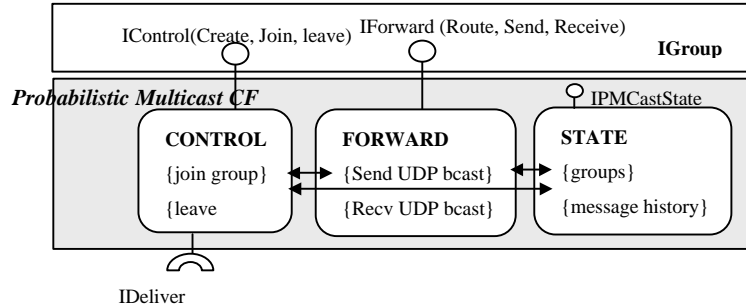 IControl(Create, Join, leave)
IForward (Route, Send, Receive)
IGroup
Probabilistic Multicast CF
IPMCastState
CONTROL
{join group}
{leave
FORWARD
{Send UDP bcast}
{Recv UDP bcast}
STATE
{groups}
{message history}
IDeliver